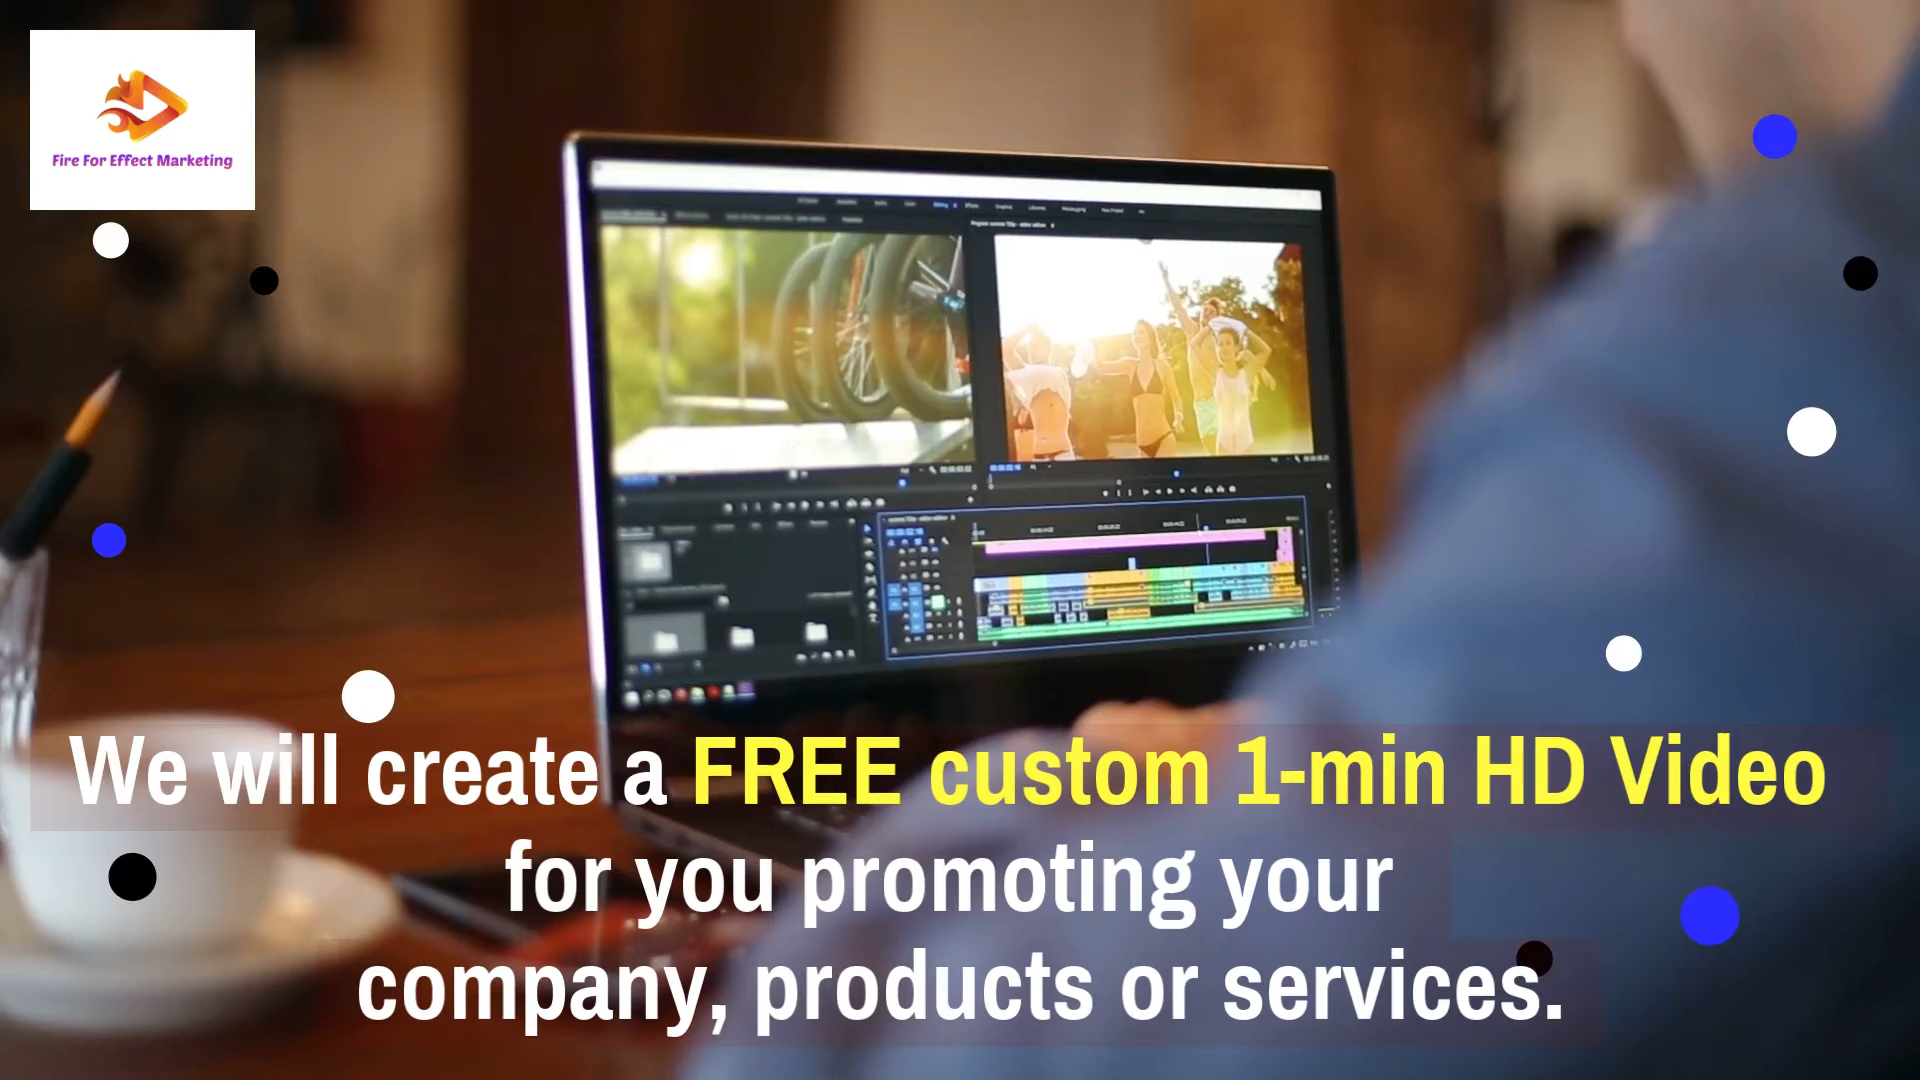 Fire For Effect Marketing
We will create a FREE custom 1-min HD Video
for you promoting your
company, products or services.